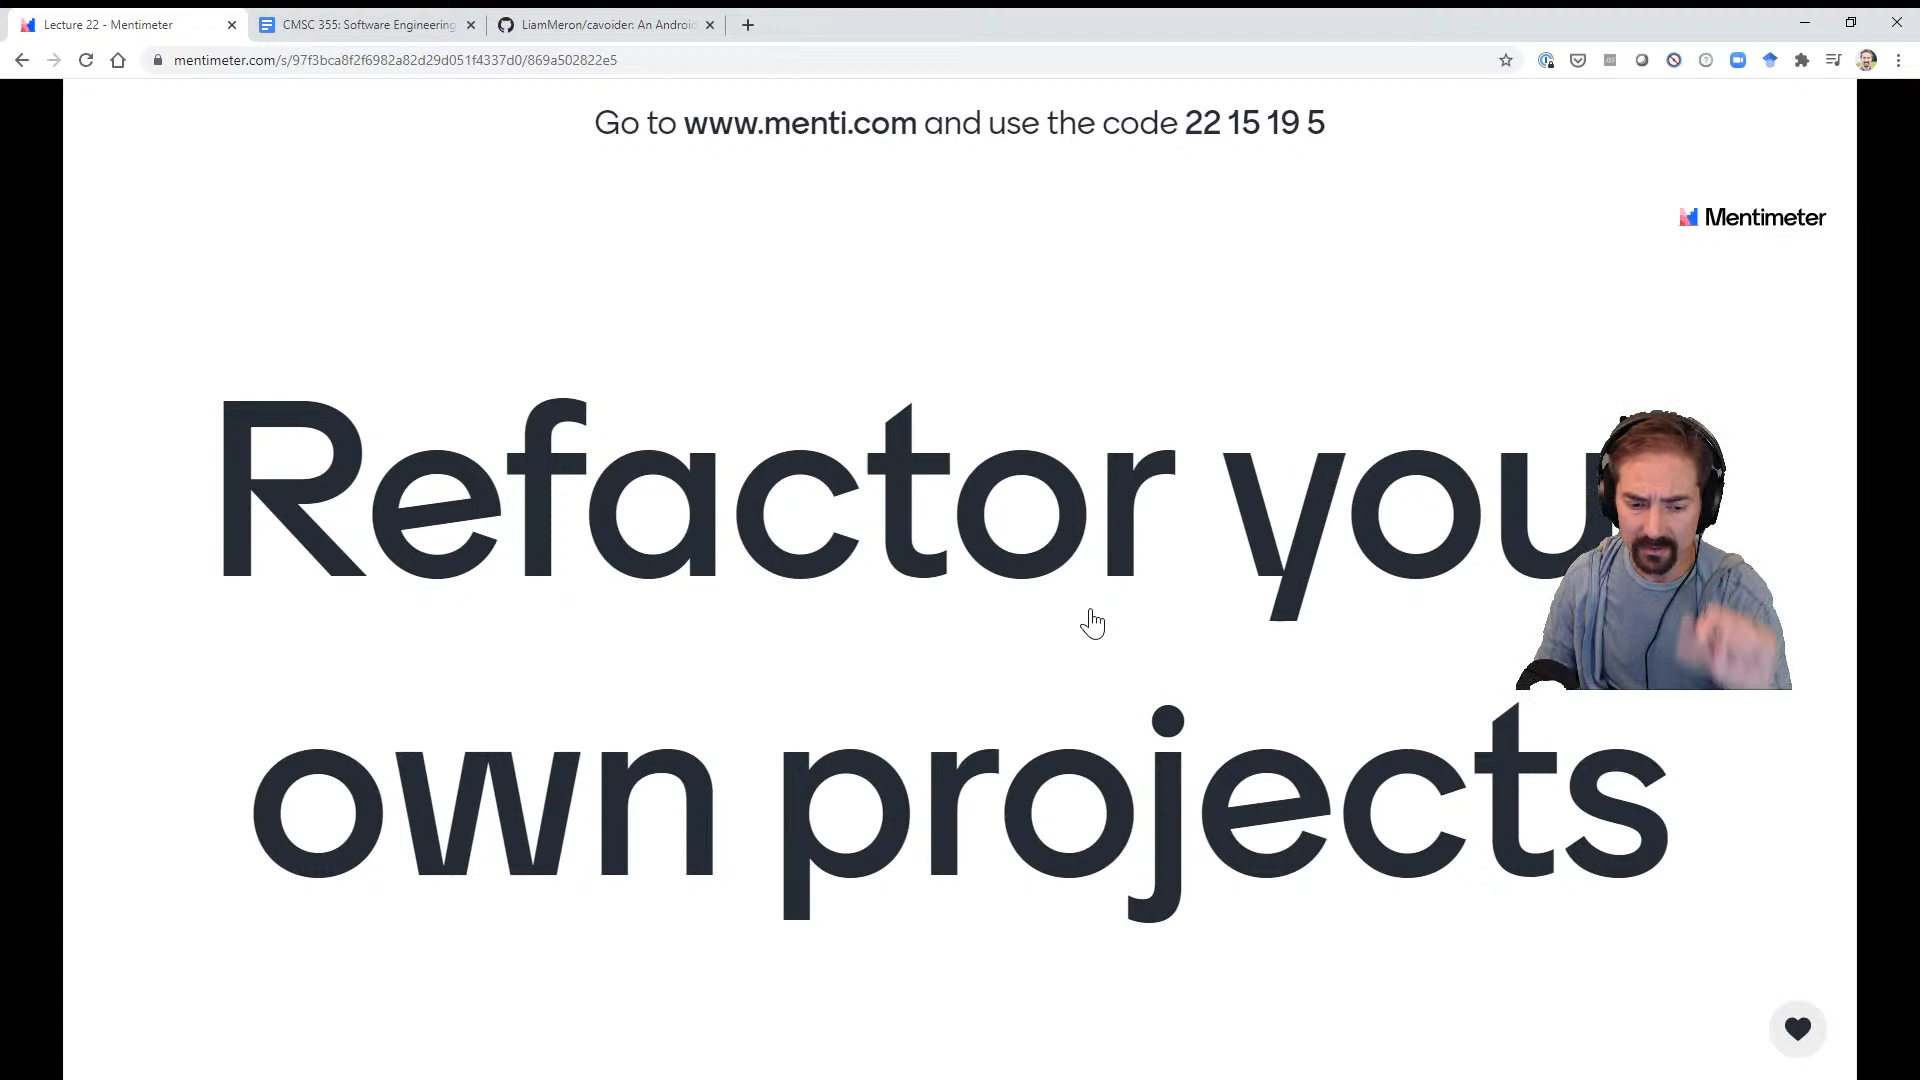 Lecture 22 - Mentimeter
CMSC 355: Software Engineering
LiamMeron/cavoider: An Androi
mentimeter.com/s/97f3bca8f2f6982a82d29d051f4337d0/869a502822e5
Go to www.menti.com and use the code 22 15 19 5
Mentimeter
Refactor you
own projects